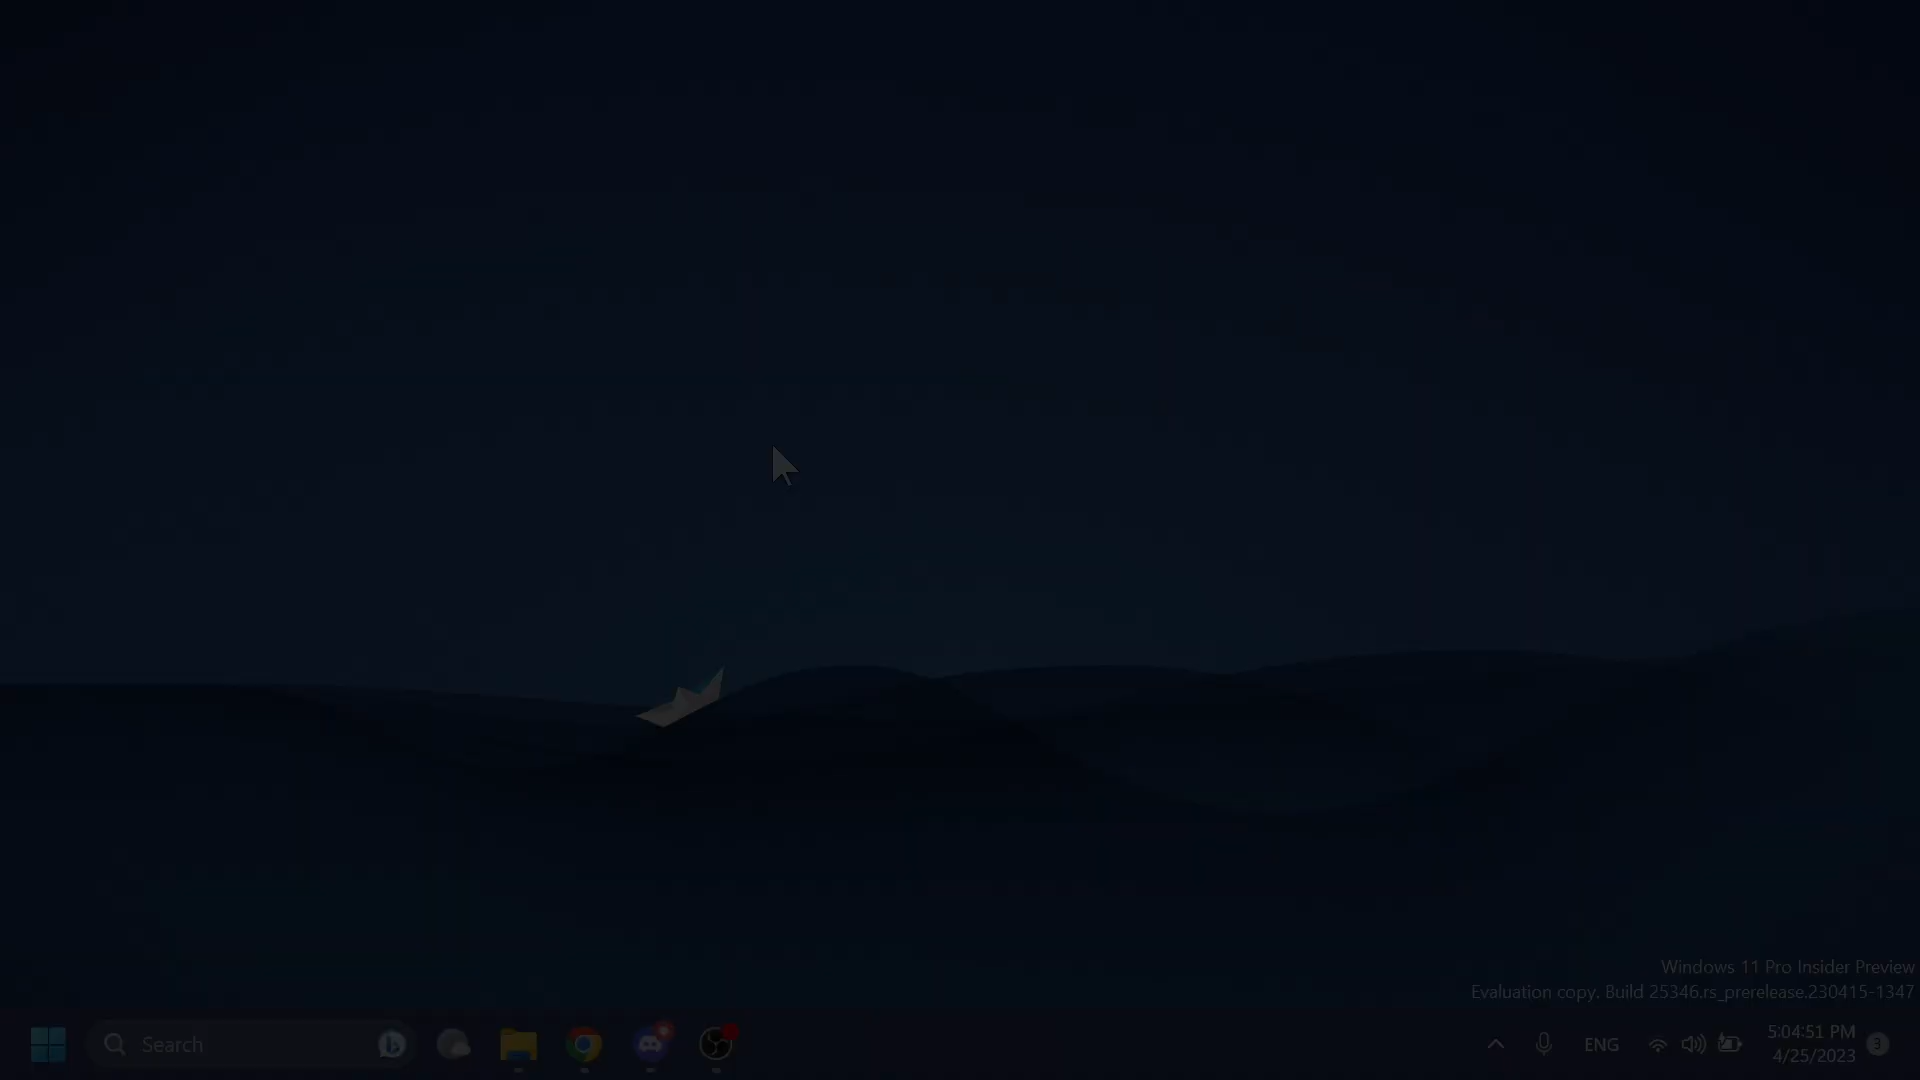 Windows 11 Pro Insider Preview
Evaluation copy. Build 25346.rs_prerelease.230415-1347
Search
ENG
5:04:51 PM
4/25/2023
3